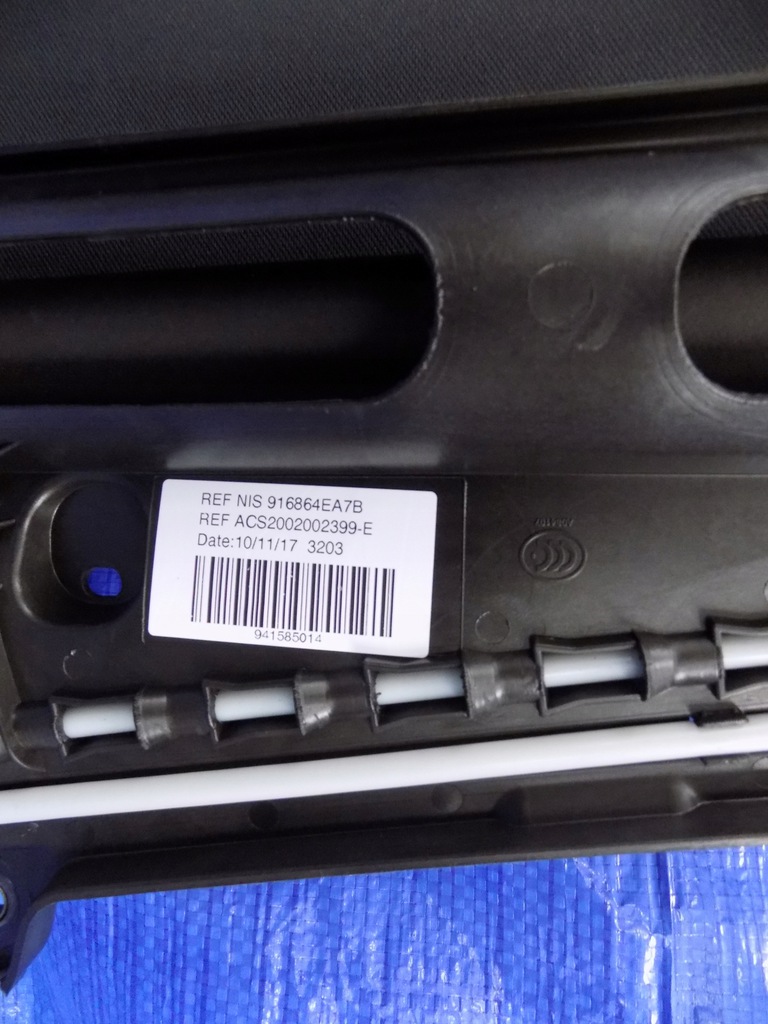 REF NIS 916864EA7B
REF ACS2002002399-E
Date:10/11/17 3203
941585014